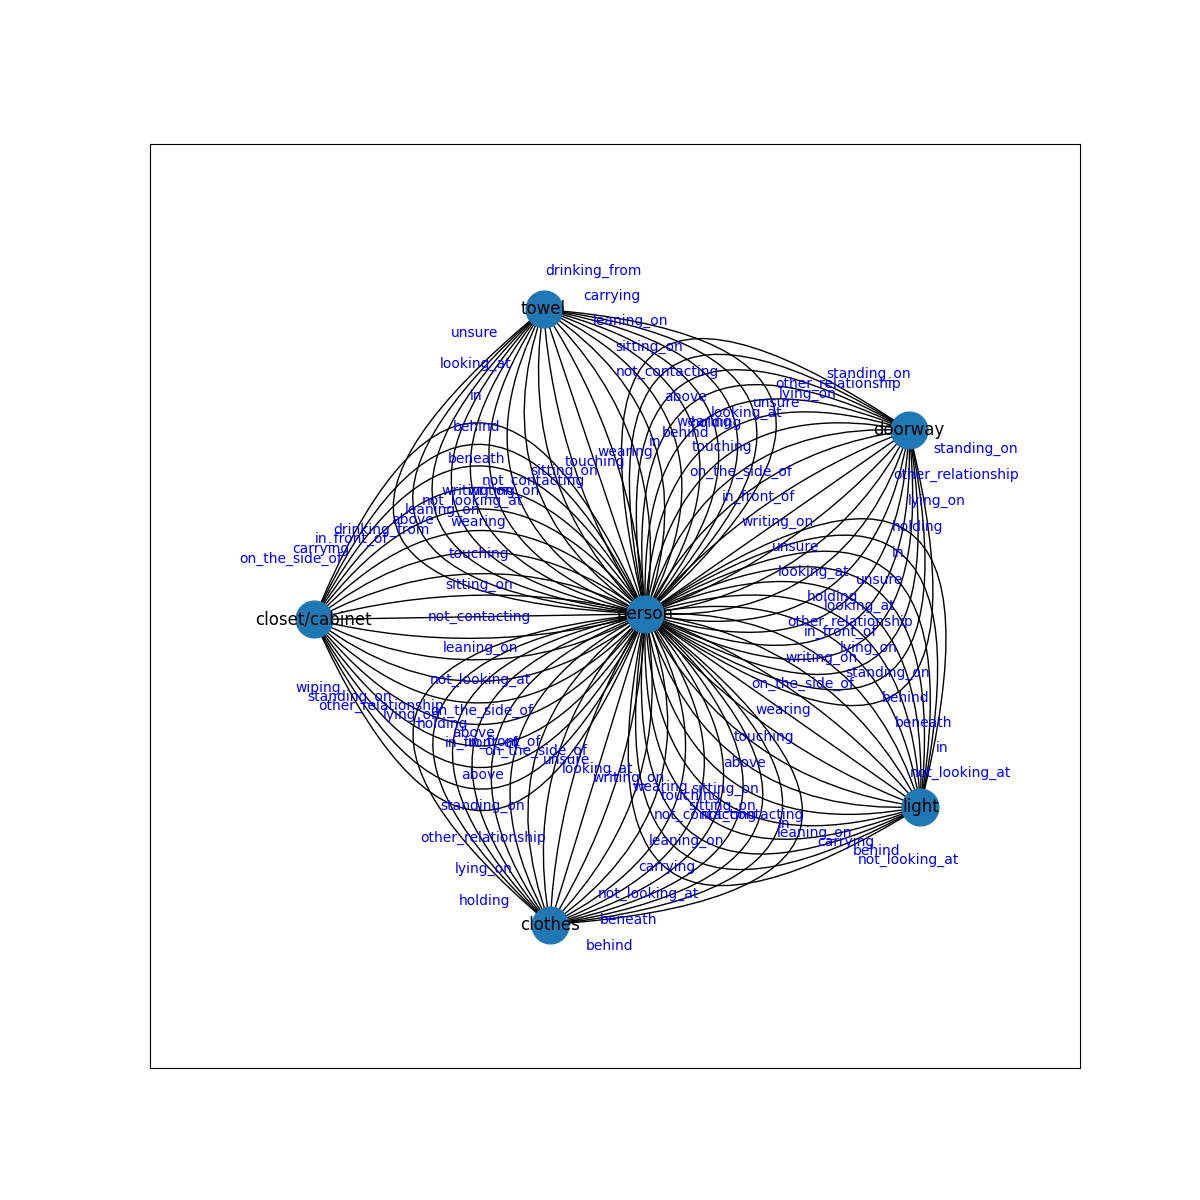 drinking_from
carrying
towel
leaning_on
unsure
sitting_on
looking_at
not_contacting
standing_on
other_relationship
in
above
lying_on
unsure
looking_at
wearing
holding
behind
doorway
behind
in
touching
standing_on
wearing
beneath
touching
sitting_on
on_the_side_of
other_relationship
not_contacting
writing_on
not_looking_at
in_front_of
lying_on
leaning_on
above
wearing
writing_on
drinking_from
holding
in_front_of
carrying
touching
unsure
in
on_the_side_of
looking_at
unsure
sitting_on
holding
looking_at
closet/cabinet
not_contacting
person
other_relationship
in_front_of
leaning_on
writing_on
lying_on
not_looking_at
on_the_side_of
standing_on
wiping
standing_on
behind
other_relationship
lying_on
on_the_side_of
wearing
holding
beneath
above
touching
in_front_of
on_the_side_of
in
unsure
above
looking_at
not_looking_at
above
writing_on
wearing
sitting_on
standing_on
touching
sitting_on
light
not_contacting
not_contacting
in
other_relationship
leaning_on
leaning_on
carrying
behind
lying_on
carrying
not_looking_at
holding
not_looking_at
clothes
beneath
behind